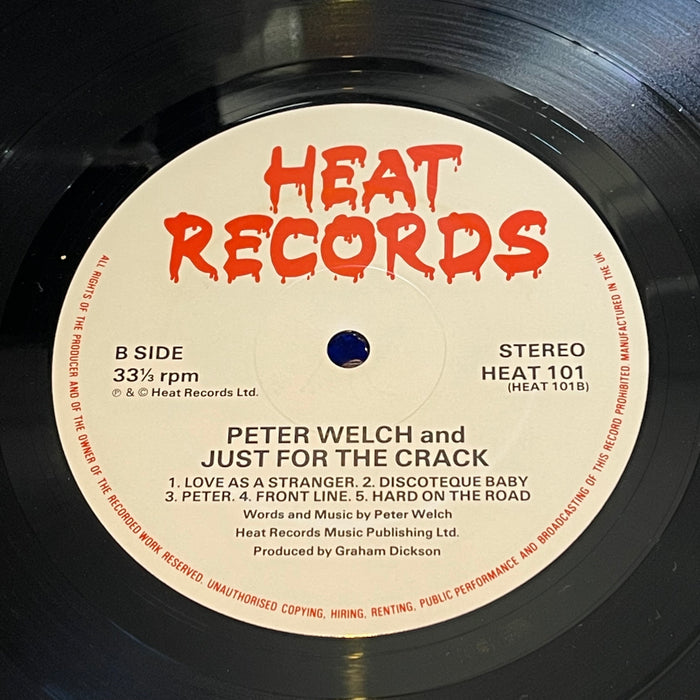 HEAT
RECORDS
B SIDE
33⅓ rpm
℗ & © Heat Records Ltd.
STEREO
HEAT 101
(HEAT 101B)
PETER WELCH and
JUST FOR THE CRACK
1. LOVE AS A STRANGER. 2. DISCOTEQUE BABY
3. PETER. 4. FRONT LINE. 5. HARD ON THE ROAD
Words and Music by Peter Welch
Heat Records Music Publishing Ltd.
Produced by Graham Dickson
ALL RIGHTS OF THE PRODUCER AND OF THE OWNER OF THE RECORDED WORK RESERVED. UNAUTHORISED COPYING, HIRING, RENTING, PUBLIC PERFORMANCE AND BROADCASTING OF THIS RECORD PROHIBITED. MANUFACTURED IN THE UK